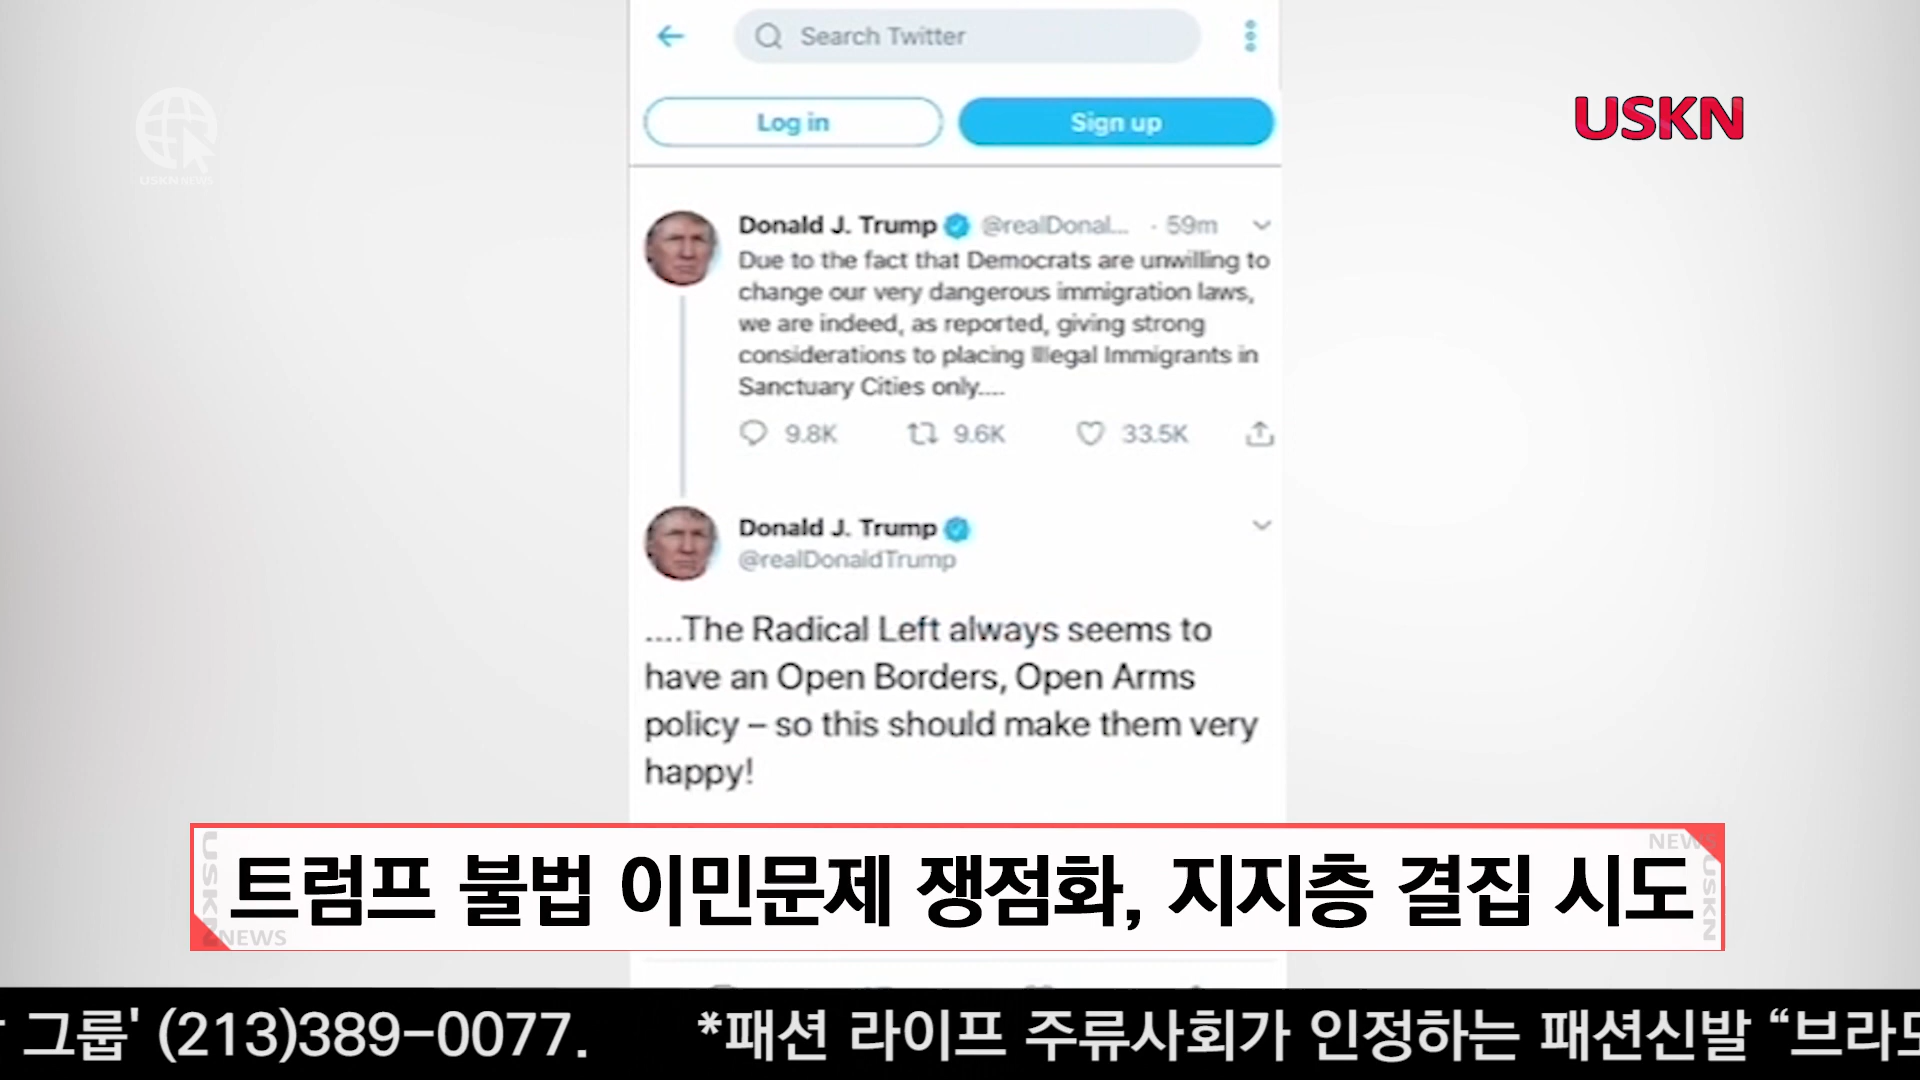 Search Twitter
USKN
USKN NEWS
Log in
Sign up
Donald J. Trump @realDonal... · 59m
Due to the fact that Democrats are unwilling to
change our very dangerous immigration laws,
we are indeed, as reported, giving strong
considerations to placing Illegal Immigrants in
Sanctuary Cities only....
9.8K 9.6K 33.5K
Donald J. Trump
@realDonaldTrump
....The Radical Left always seems to
have an Open Borders, Open Arms
policy – so this should make them very
happy!
NEWS
USKN
트럼프 불법 이민문제 쟁점화, 지지층 결집 시도
USKN
NEWS
그룹' (213)389-0077. *패션 라이프 주류사회가 인정하는 패션신발 “브라